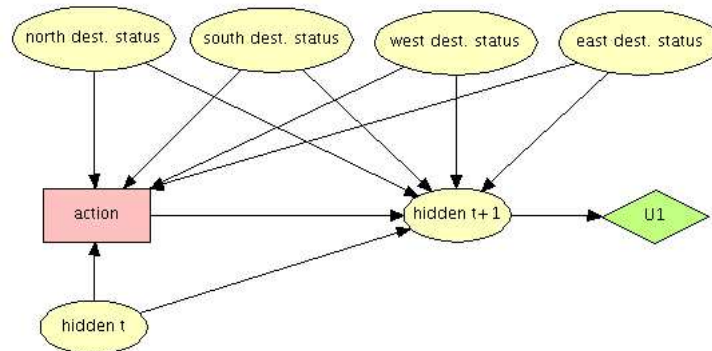 north dest. status
south dest. status
west dest. status
east dest. status
action
hidden t+1
U1
hidden t